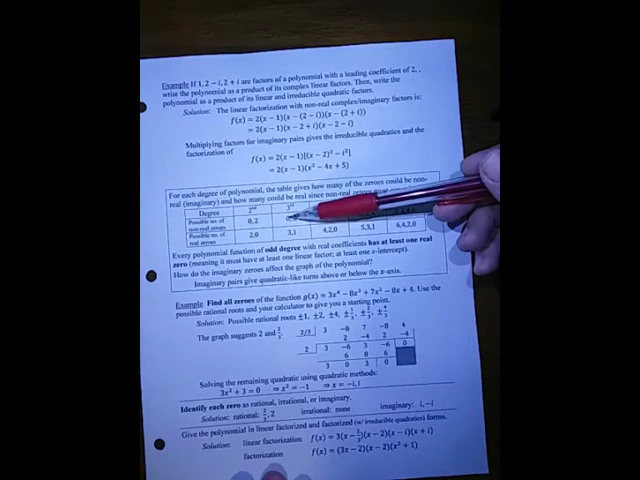 Example If 1, 2 − i, 2 + i are factors of a polynomial with a leading coefficient of 2, ,
write the polynomial as a product of its complex linear factors. Then, write the
polynomial as a product of its linear and irreducible quadratic factors.
Solution: The linear factorization with non-real complex/imaginary factors is:
f(x) = 2(x − 1)(x − (2 − i))(x − (2 + i))
= 2(x − 1)(x − 2 + i)(x − 2 − i)
Multiplying factors for imaginary pairs gives the irreducible quadratics and the
factorization of
f(x) = 2(x − 1)[(x − 2)² − i²]
= 2(x − 1)(x² − 4x + 5)
For each degree of polynomial, the table gives how many of the zeroes could be non-
real (imaginary) and how many could be real since non-real zeroes must
Degree 2nd 3rd
Possible no. of non-real zeroes 0, 2
Possible no. of real zeroes 2,0 3,1 4,2,0 5,3,1 6,4,2,0
Every polynomial function of odd degree with real coefficients has at least one real
zero (meaning it must have at least one linear factor; at least one x-intercept).
How do the imaginary zeroes affect the graph of the polynomial?
Imaginary pairs give quadratic-like turns above or below the x-axis.
Example Find all zeroes of the function g(x) = 3x⁴ − 8x³ + 7x² − 8x + 4. Use the
possible rational roots and your calculator to give you a starting point.
Solution: Possible rational roots ±1, ±2, ±4, ±1/3, ±2/3, ±4/3
The graph suggests 2 and 2/3
2/3 3 −8 7 −8 4
2 −4 2 −4
2 3 −6 3 −6 0
6 0 6
3 0 3 0
Solving the remaining quadratic using quadratic methods:
3x² + 3 = 0 ⇒ x² = −1 ⇒ x = −i, i
Identify each zero as rational, irrational, or imaginary.
Solution: rational: 2/3, 2 irrational: none imaginary: i, −i
Give the polynomial in linear factorized and factorized (w/ irreducible quadratics) forms.
Solution: linear factorization f(x) = 3(x − 2/3)(x − 2)(x − i)(x + i)
factorization f(x) = (3x − 2)(x − 2)(x² + 1)